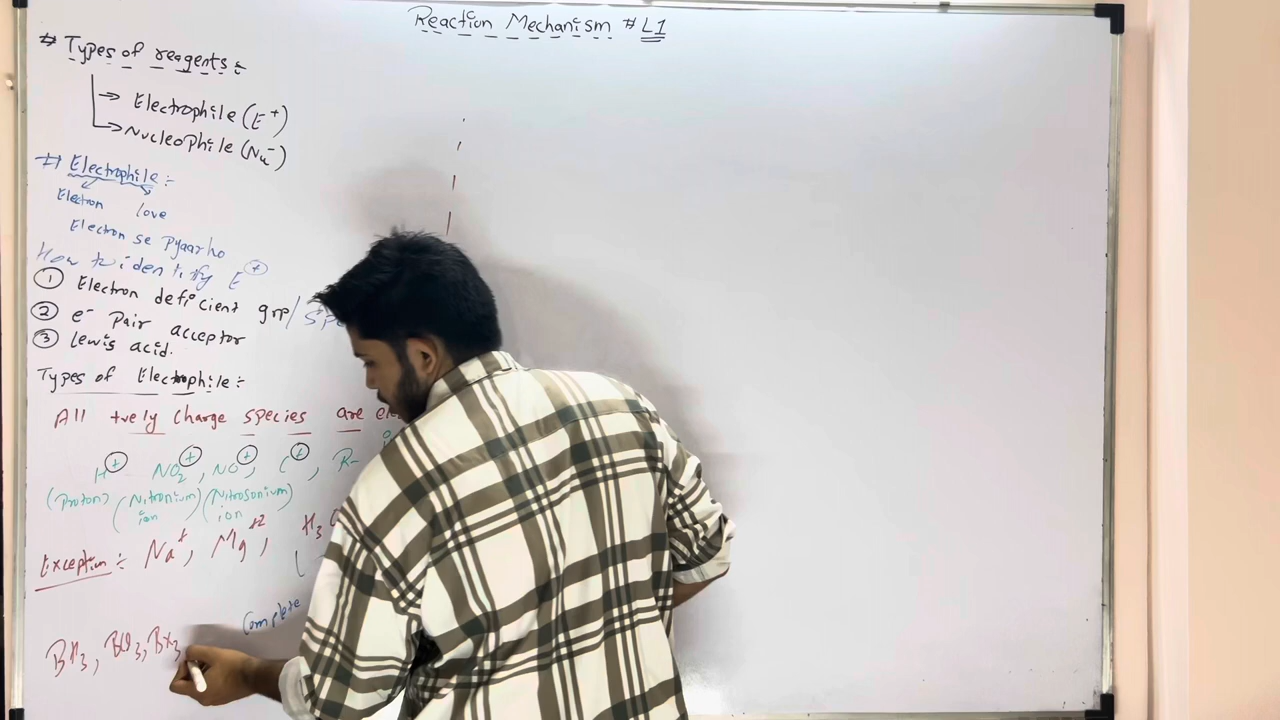 Reaction Mechanism # L1
# Types of reagents :-
→ Electrophile (E⁺)
→ Nucleophile (Nu⁻)
# Electrophile :-
Electron love
Electron se Pyaar ho
How to identify E⁺
① Electron deficient grp/
② e⁻ Pair acceptor
③ Lewis acid.
Types of Electrophile :-
All +vely charge species are
H⁺ NO₂⁺, NO⁺, C⁺, R-
(Proton) (Nitronium ion) (Nitrosonium ion)
Exception :- Na⁺, Mg⁺², H₃
Complete
BH₃, BCl₃, BX₃,